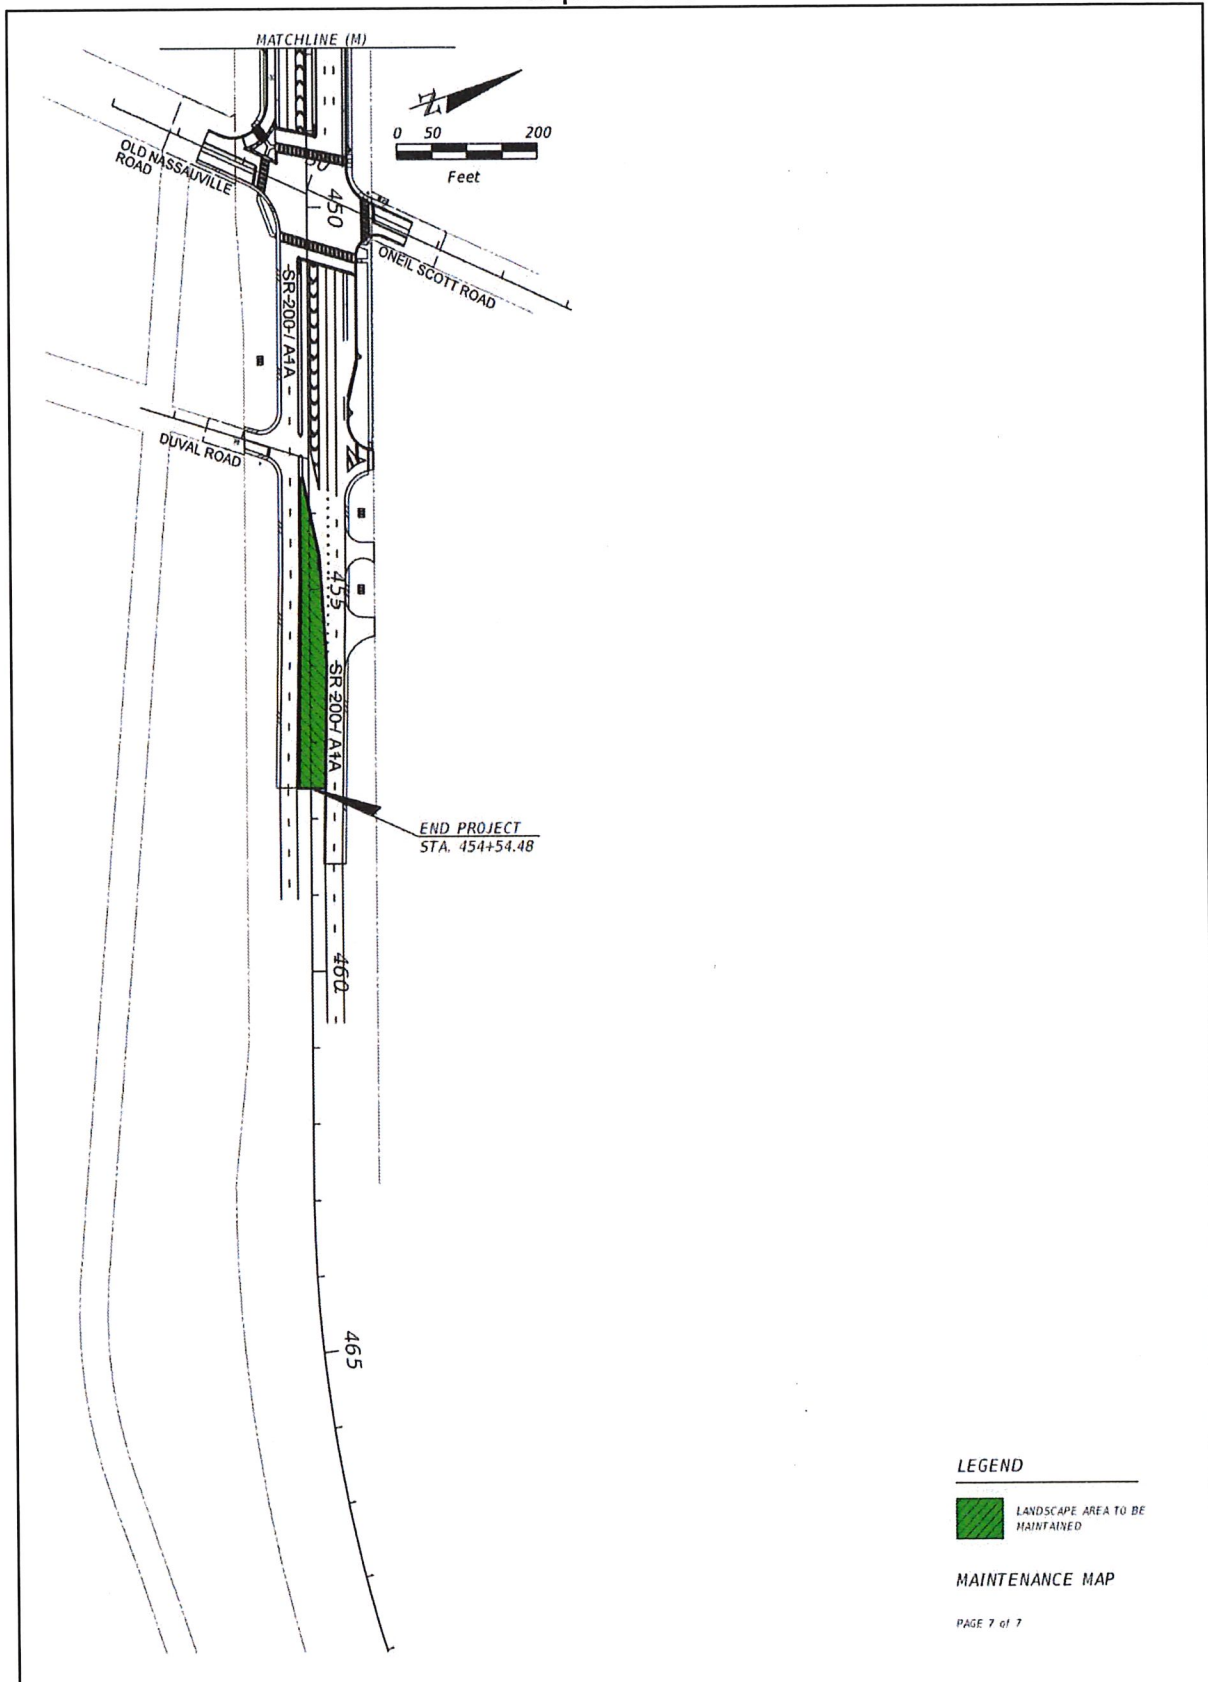 MATCHLINE (M)
N
0 50 200
Feet
OLD NASSAUVILLE
ROAD
450
ONEIL SCOTT ROAD
SR-200 / A1A
DUVAL ROAD
455
SR-200 / A1A
END PROJECT
STA. 454+54.48
460
465
LEGEND
LANDSCAPE AREA TO BE
MAINTAINED
MAINTENANCE MAP
PAGE 7 of 7